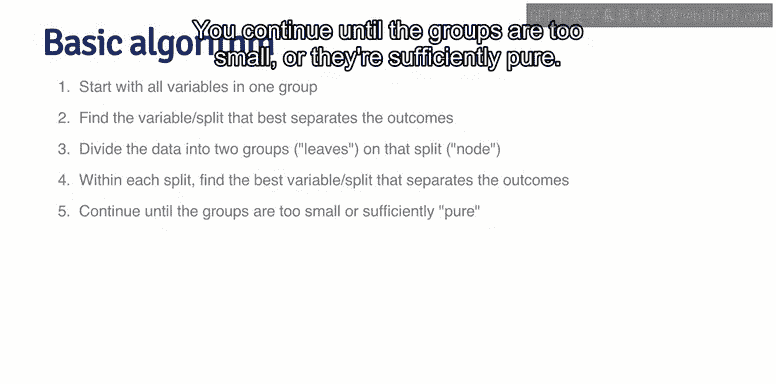 You continue until the groups are too
small, or they're sufficiently pure.
Basic algorithm
1. Start with all variables in one group
2. Find the variable/split that best separates the outcomes
3. Divide the data into two groups ("leaves") on that split ("node")
4. Within each split, find the best variable/split that separates the outcomes
5. Continue until the groups are too small or sufficiently "pure"